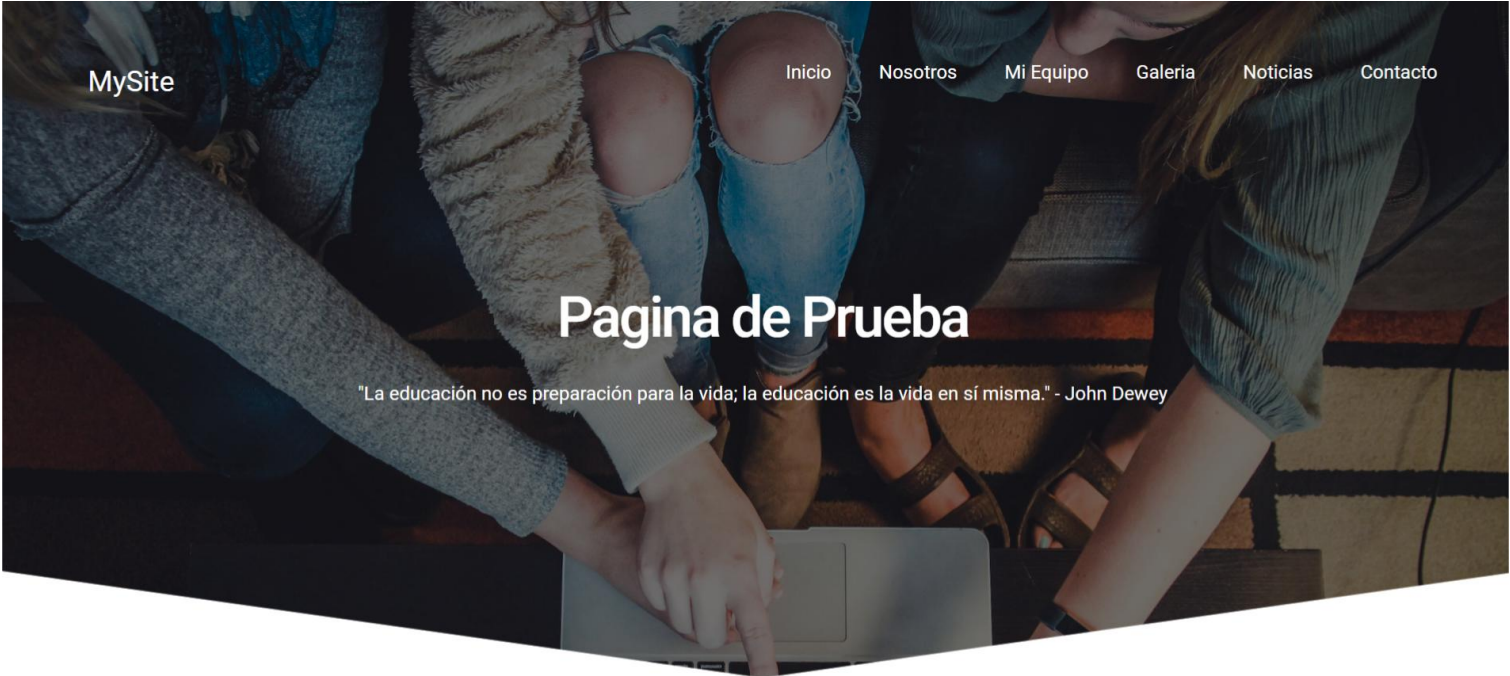 MySite
Inicio Nosotros Mi Equipo Galeria Noticias Contacto
Pagina de Prueba
"La educación no es preparación para la vida; la educación es la vida en sí misma." - John Dewey